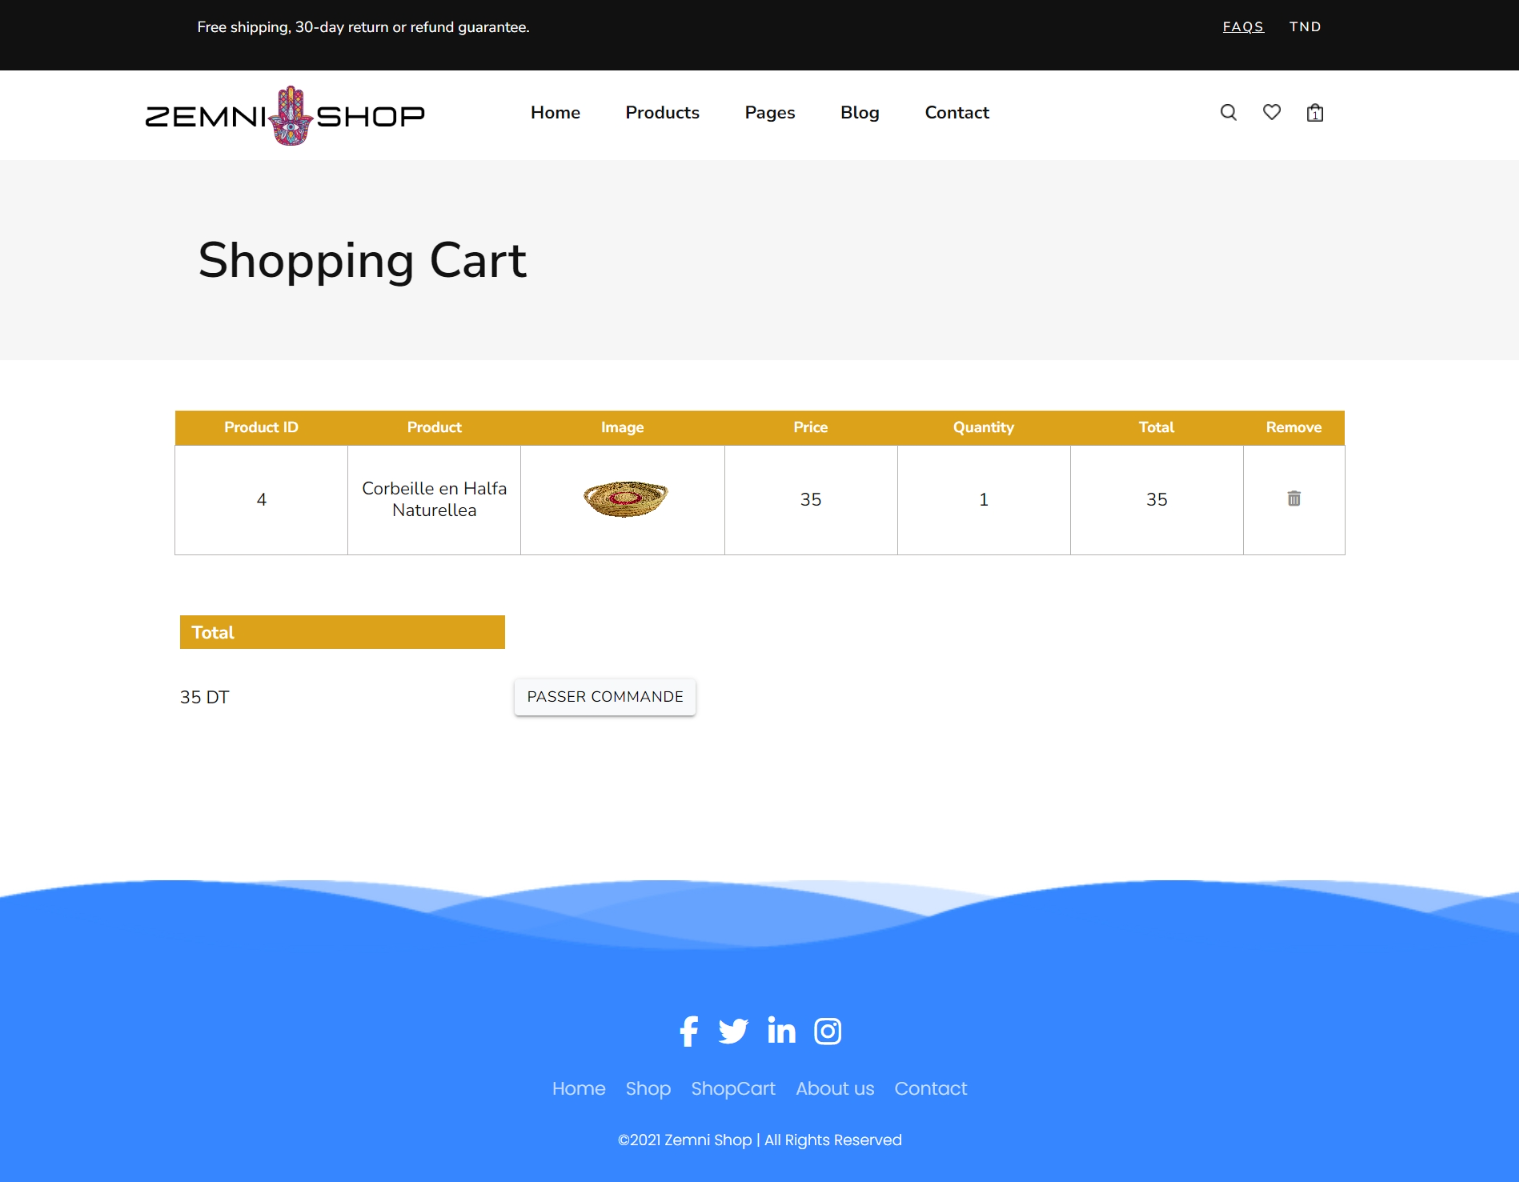 Free shipping, 30-day return or refund guarantee.
FAQS TND
ZEMNI SHOP
Home Products Pages Blog Contact
1
Shopping Cart
Product ID Product Image Price Quantity Total Remove
4 Corbeille en Halfa Naturellea 35 1 35
Total
35 DT
PASSER COMMANDE
Home Shop ShopCart About us Contact
©2021 Zemni Shop | All Rights Reserved